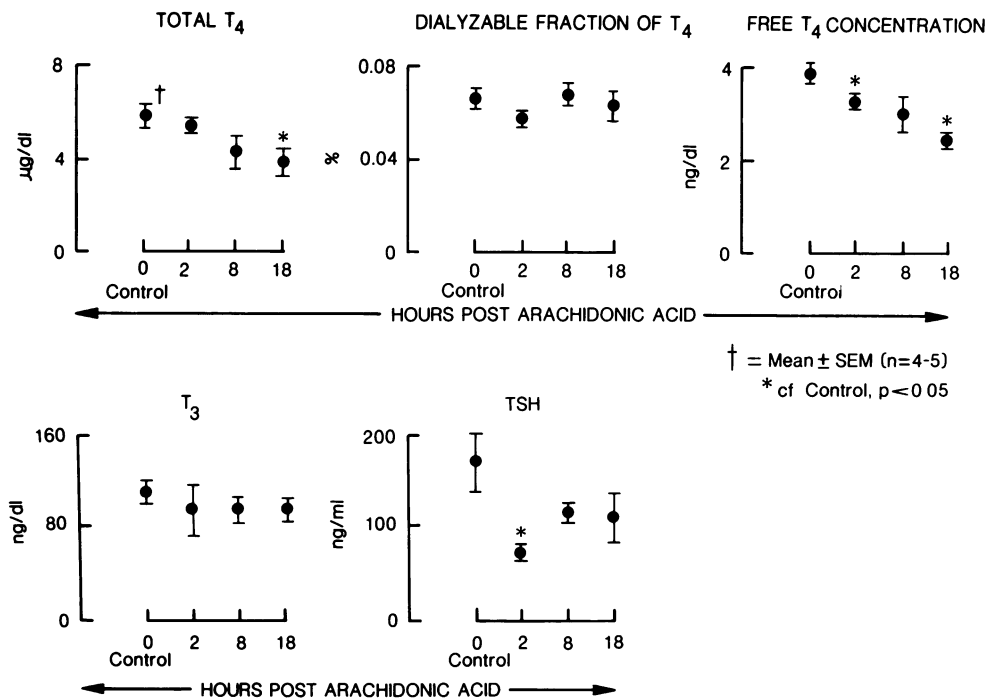 TOTAL T4
8
4
0
µg/dl
†
*
0 2 8 18
Control
DIALYZABLE FRACTION OF T4
0.08
0.04
0
%
0 2 8 18
Control
FREE T4 CONCENTRATION
4
2
0
ng/dl
*
*
0 2 8 18
Control
HOURS POST ARACHIDONIC ACID
† = Mean ± SEM (n=4-5)
* cf Control, p<0 05
T3
160
80
0
ng/dl
0 2 8 18
Control
TSH
200
100
0
ng/ml
*
0 2 8 18
Control
HOURS POST ARACHIDONIC ACID